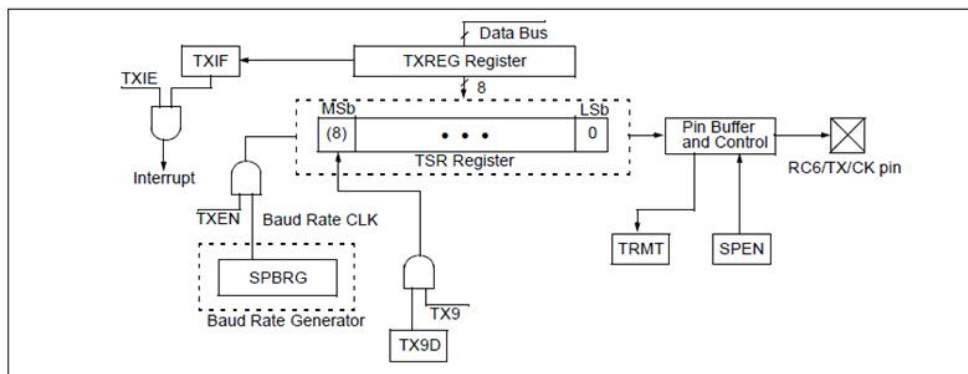 Data Bus
TXIF
TXREG Register
TXIE
8
MSb
LSb
(8)
0
TSR Register
Pin Buffer
and Control
RC6/TX/CK pin
Interrupt
TXEN
Baud Rate CLK
TRMT
SPEN
SPBRG
TX9
Baud Rate Generator
TX9D